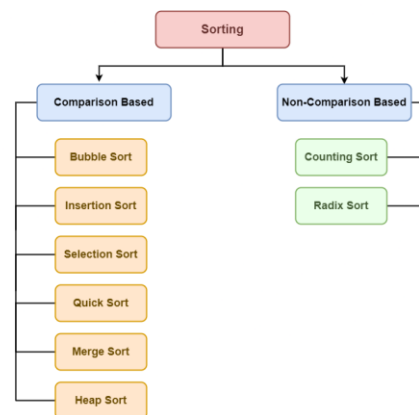 Sorting
Comparison Based
Non-Comparison Based
Bubble Sort
Counting Sort
Insertion Sort
Radix Sort
Selection Sort
Quick Sort
Merge Sort
Heap Sort